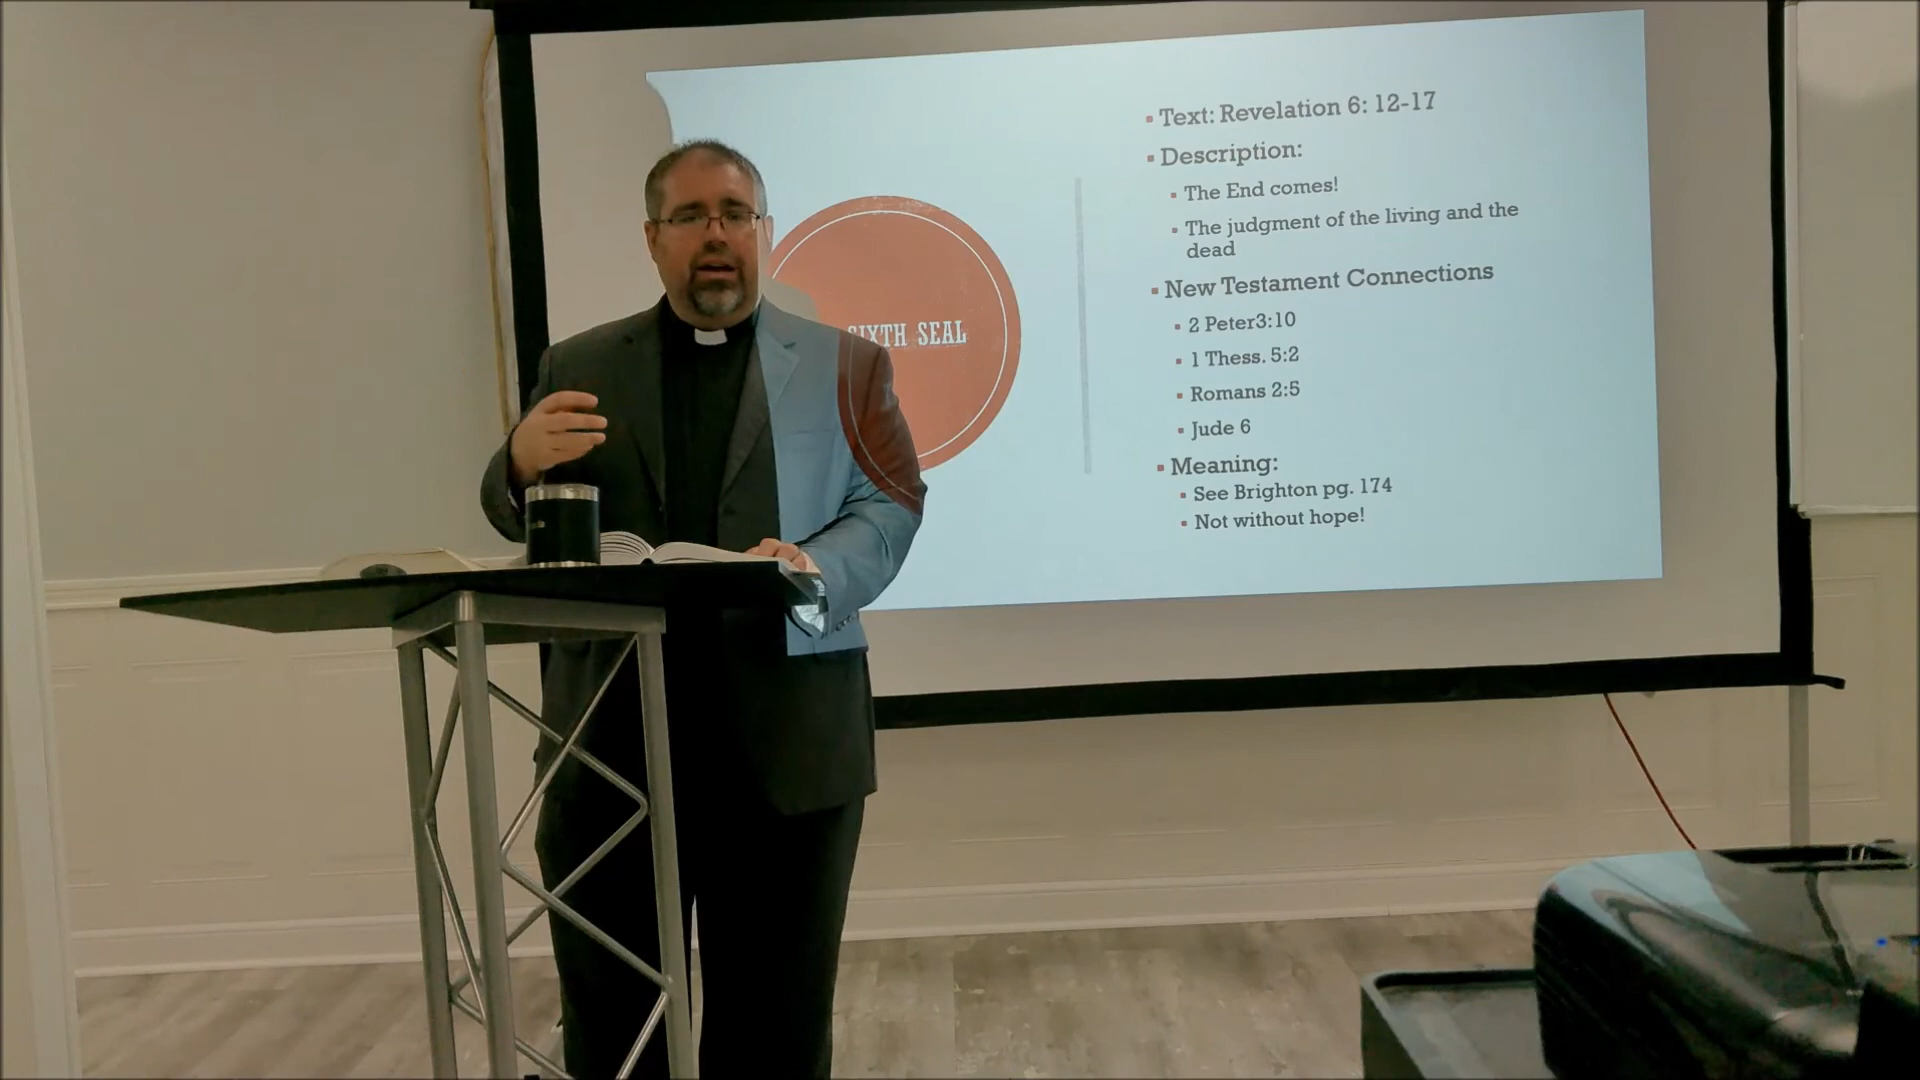 SIXTH SEAL
Text: Revelation 6: 12-17
Description:
The End comes!
The judgment of the living and the
dead
New Testament Connections
2 Peter3:10
1 Thess. 5:2
Romans 2:5
Jude 6
Meaning:
See Brighton pg. 174
Not without hope!